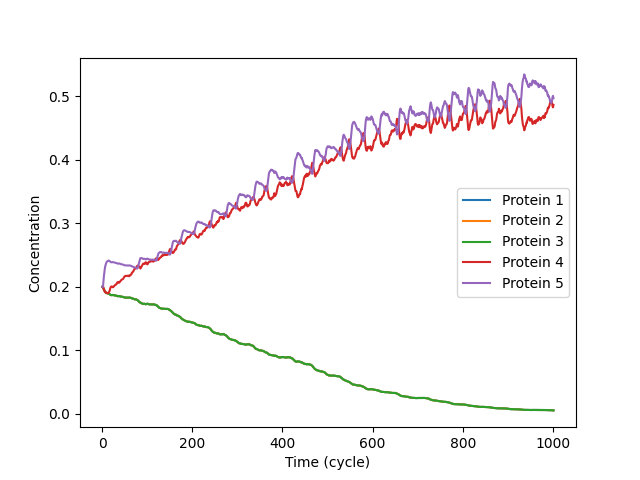 Concentration
0.5
0.4
0.3
0.2
0.1
0.0
Protein 1
Protein 2
Protein 3
Protein 4
Protein 5
0 200 400 600 800 1000
Time (cycle)